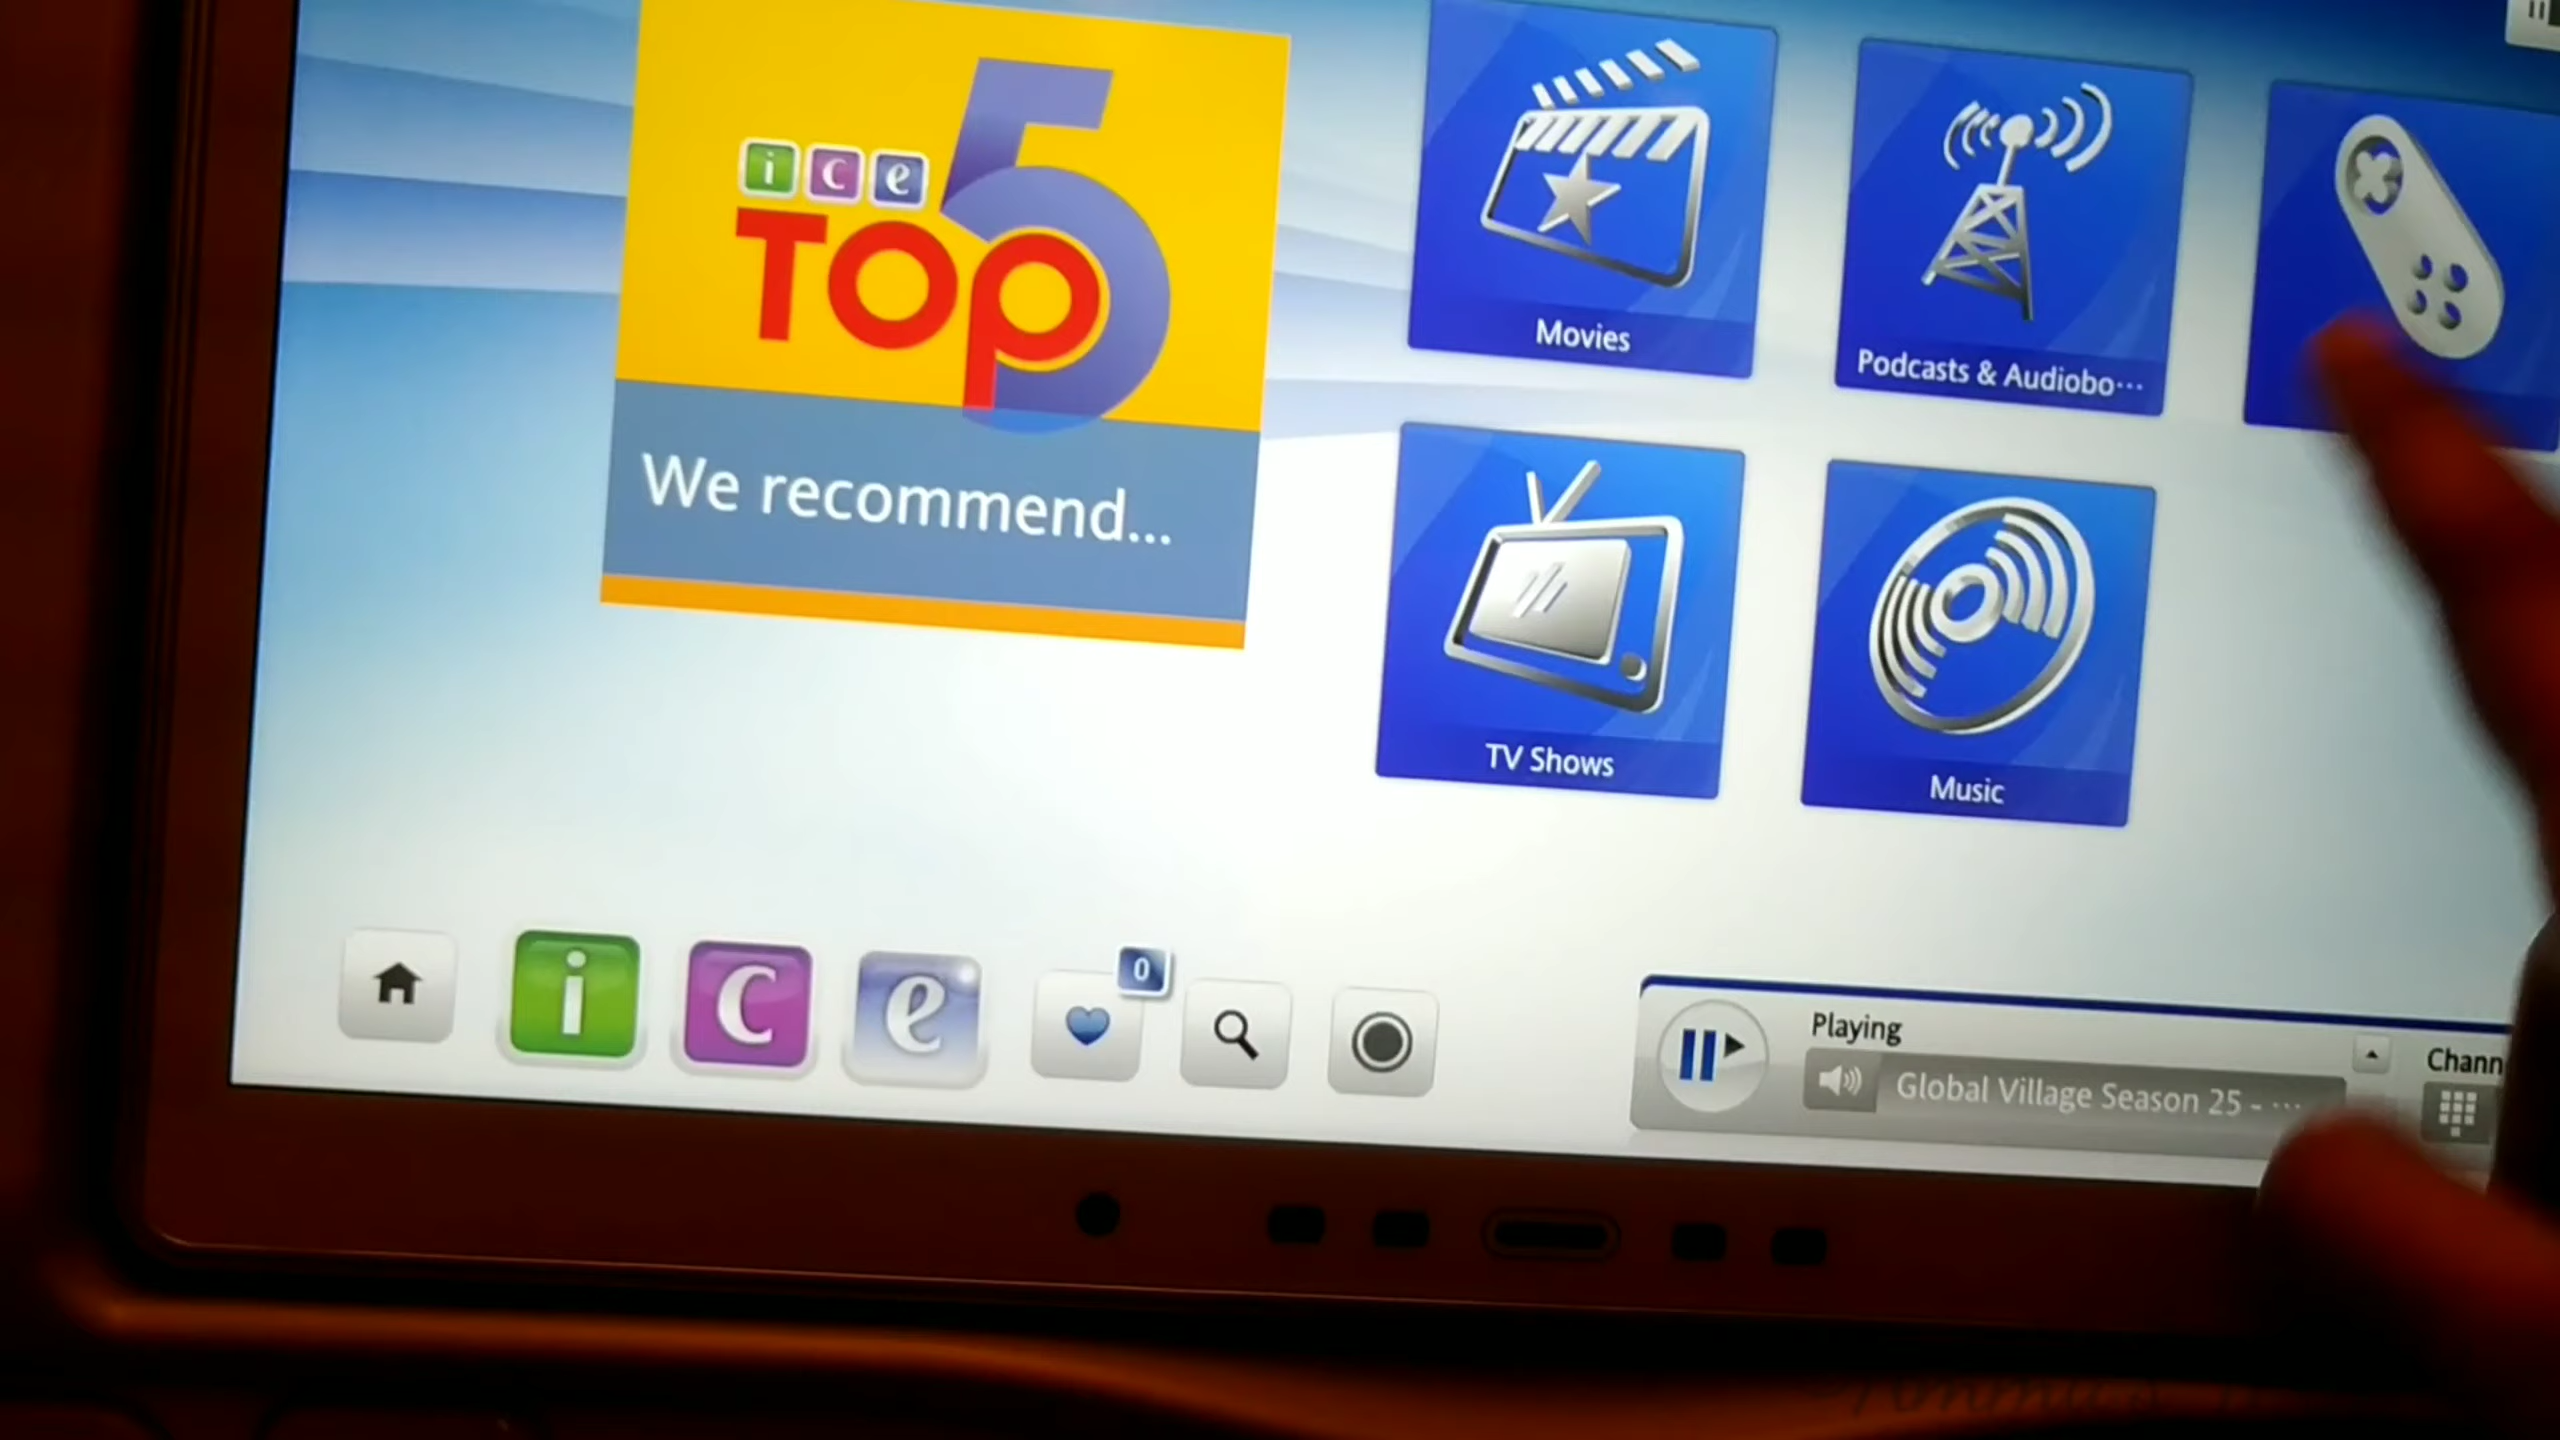 ice
TOP 5
We recommend...
Movies
Podcasts & Audiobo...
TV Shows
Music
i
c
e
0
Playing
Global Village Season 25 - ...
Chann